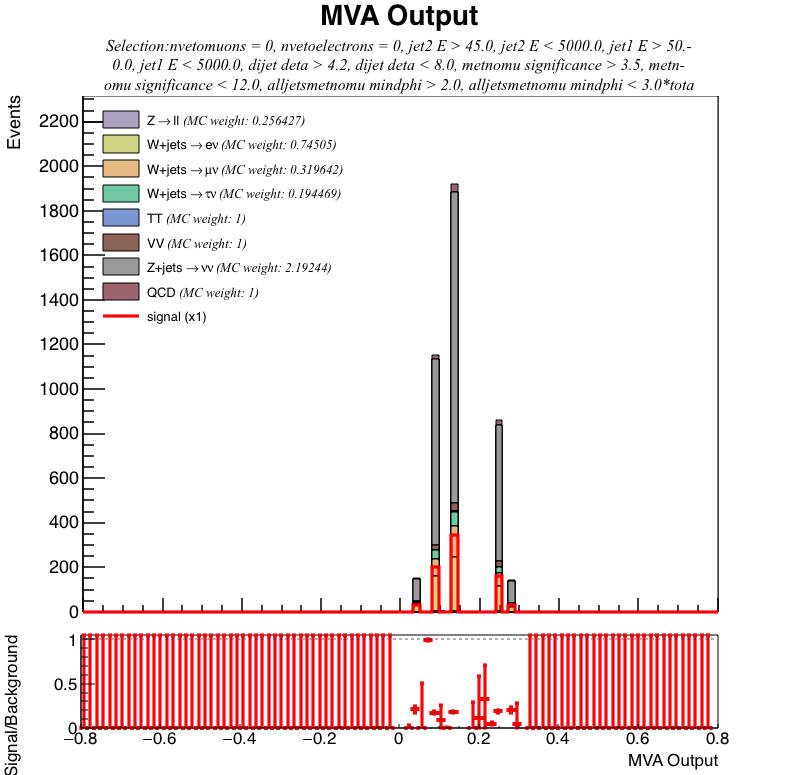 MVA Output
Selection:nvetomuons = 0, nvetoelectrons = 0, jet2 E > 45.0, jet2 E < 5000.0, jet1 E > 50.-
0.0, jet1 E < 5000.0, dijet deta > 4.2, dijet deta < 8.0, metnomu significance > 3.5, metn-
omu significance < 12.0, alljetsmetnomu mindphi > 2.0, alljetsmetnomu mindphi < 3.0*tota
Events
2200
2000
1800
1600
1400
1200
1000
800
600
400
200
0
Z→ll (MC weight: 0.256427)
W+jets→eν (MC weight: 0.74505)
W+jets→μν (MC weight: 0.319642)
W+jets→τν (MC weight: 0.194469)
TT (MC weight: 1)
VV (MC weight: 1)
Z+jets→νν (MC weight: 2.19244)
QCD (MC weight: 1)
signal (x1)
Signal/Background
1
0.5
0
−0.8 −0.6 −0.4 −0.2 0 0.2 0.4 0.6 0.8
MVA Output